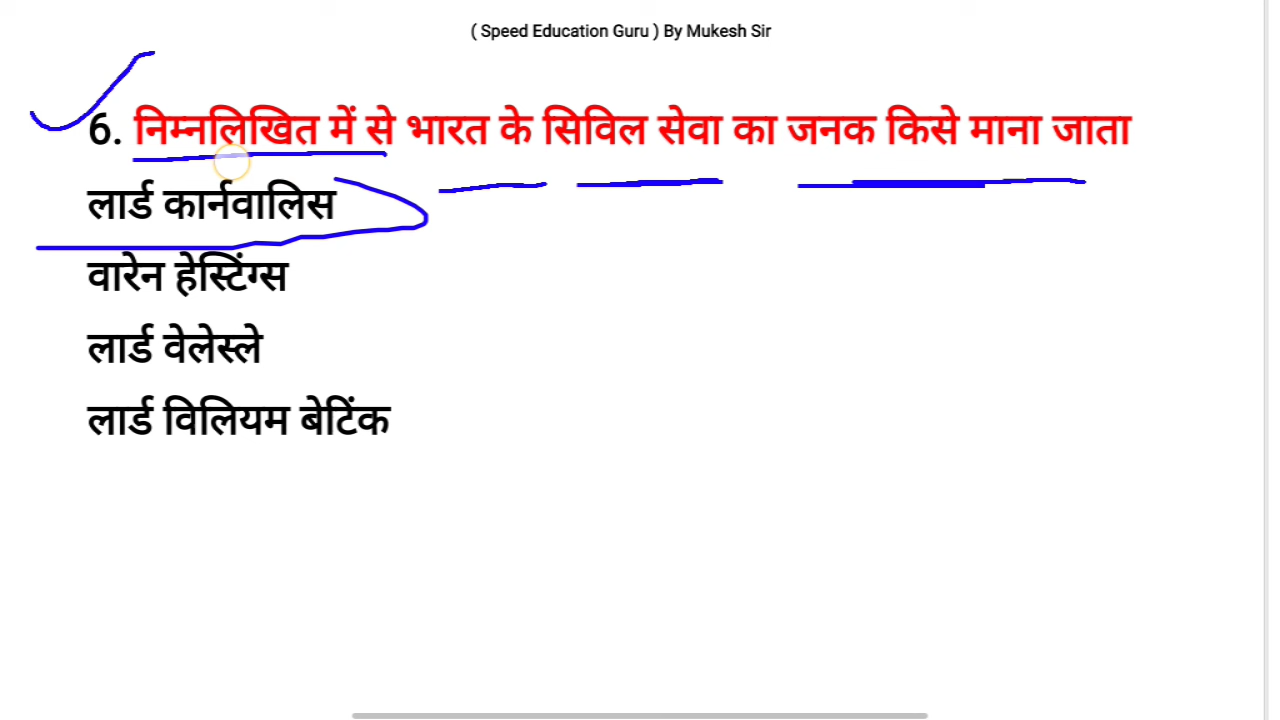 ( Speed Education Guru ) By Mukesh Sir
6. निम्नलिखित में से भारत के सिविल सेवा का जनक किसे माना जाता
लार्ड कार्नवालिस
वारेन हेस्टिंग्स
लार्ड वेलेस्ले
लार्ड विलियम बेटिंक